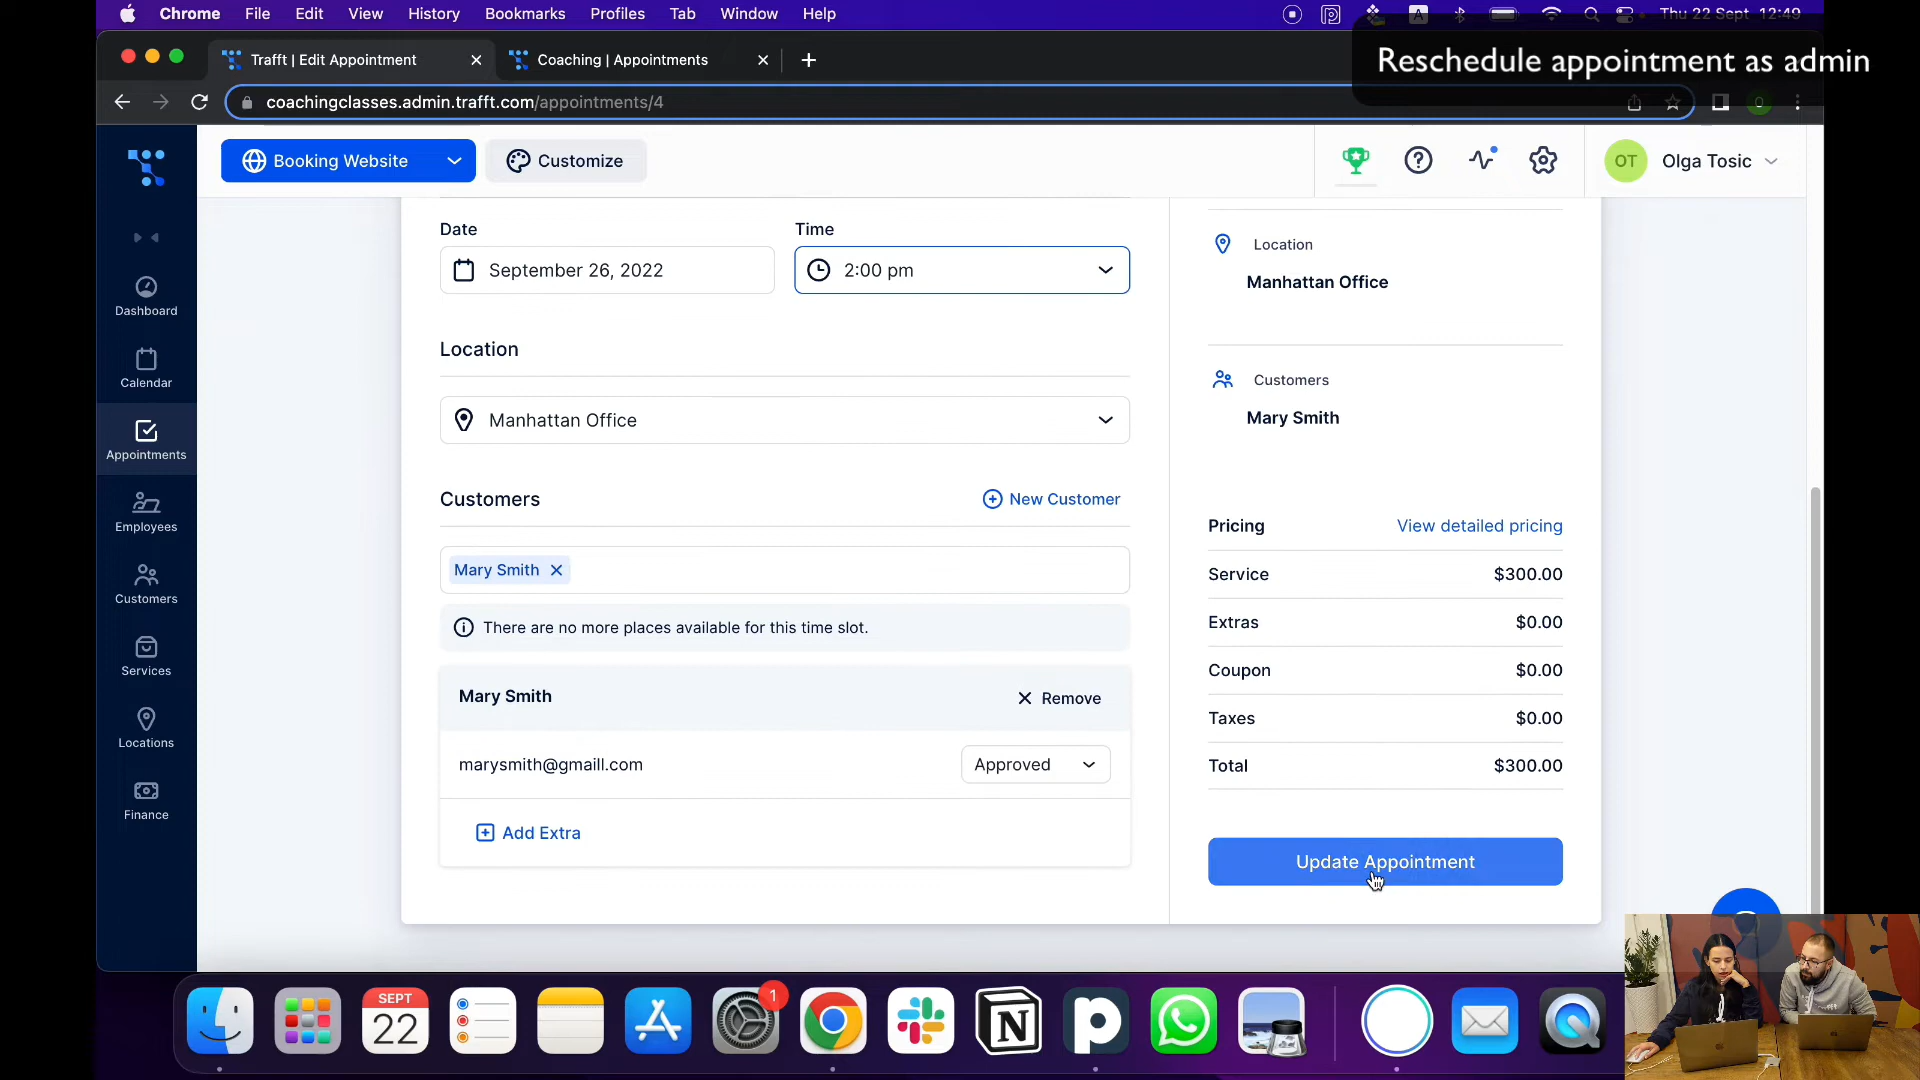 Chrome File Edit View History Bookmarks Profiles Tab Window Help
A
Thu 22 Sept 12:49
Reschedule appointment as admin
Trafft | Edit Appointment
Coaching | Appointments
coachingclasses.admin.trafft.com/appointments/4
O
Booking Website
Customize
OT
Olga Tosic
Dashboard
Calendar
Appointments
Employees
Customers
Services
Locations
Finance
Date
Time
September 26, 2022
2:00 pm
Location
Manhattan Office
Customers
New Customer
Mary Smith
There are no more places available for this time slot.
Mary Smith
Remove
marysmith@gmaill.com
Approved
Add Extra
Location
Manhattan Office
Customers
Mary Smith
Pricing
View detailed pricing
Service $300.00
Extras $0.00
Coupon $0.00
Taxes $0.00
Total $300.00
Update Appointment
SEPT
22
1